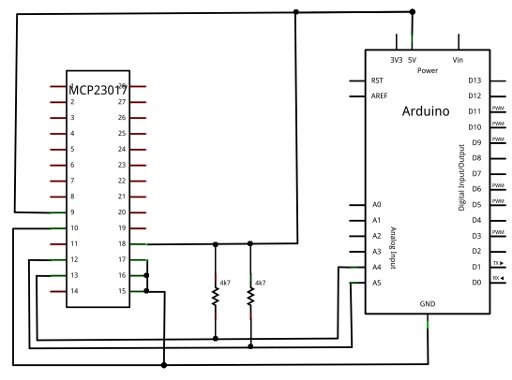 3V3 5V Vin
Power
RST D13
AREF D12
Arduino
D11 PWM
D10 PWM
D9 PWM
D8
D7
D6 PWM
D5 PWM
D4
D3 PWM
D2
D1 TX
D0 RX
Digital Input/Output
A0
A1
A2
A3
A4
A5
Analog Input
GND
MCP23017
1 28
2 27
3 26
4 25
5 24
6 23
7 22
8 21
9 20
10 19
11 18
12 17
13 16
14 15
4k7 4k7